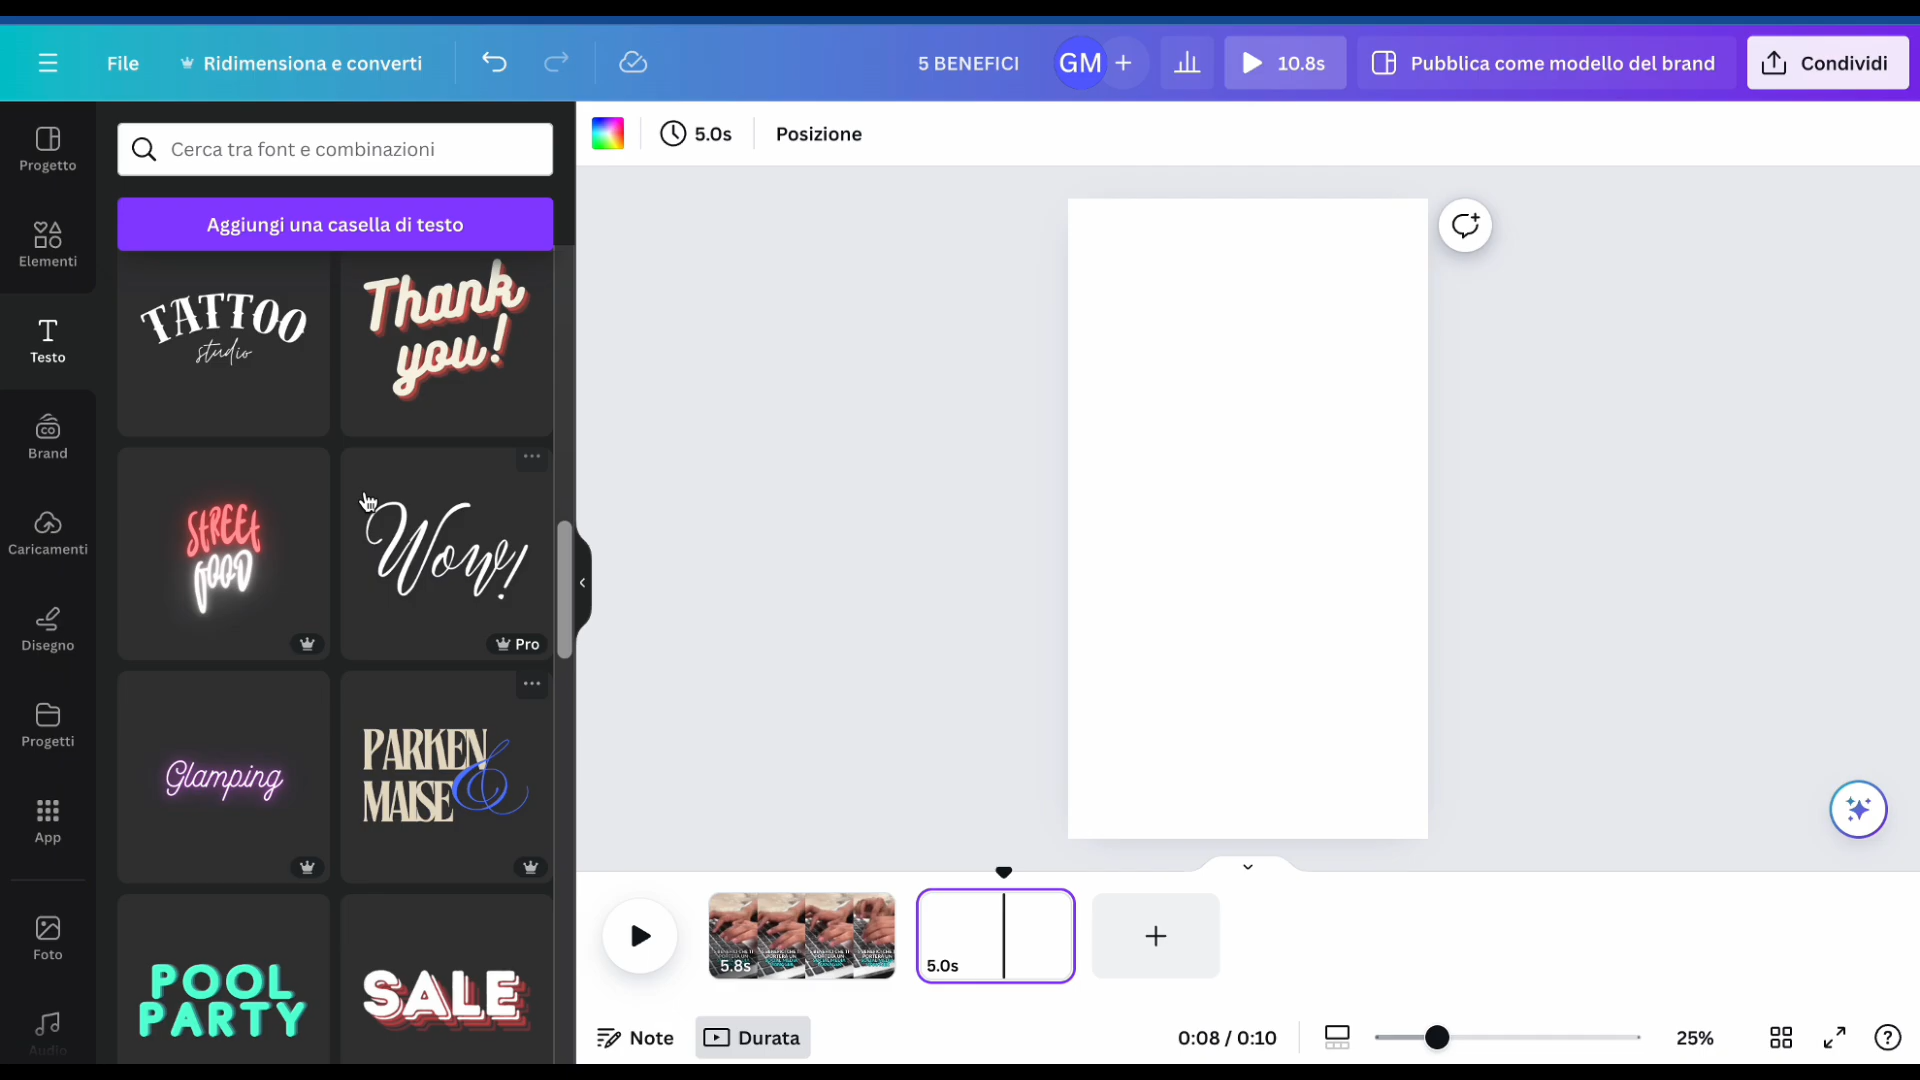 File
Ridimensiona e converti
5 BENEFICI
GM
10.8s
Pubblica come modello del brand
Condividi
Progetto
Elementi
Testo
Brand
Caricamenti
Disegno
Progetti
App
Foto
Audio
Cerca tra font e combinazioni
Aggiungi una casella di testo
TATTOO
studio
Thank
you!
STREET
FOOD
Wow!
Pro
Glamping
PARKEN
&
MAISE
POOL
PARTY
SALE
5.0s
Posizione
5.8s
5.0s
Note
Durata
0:08 / 0:10
25%